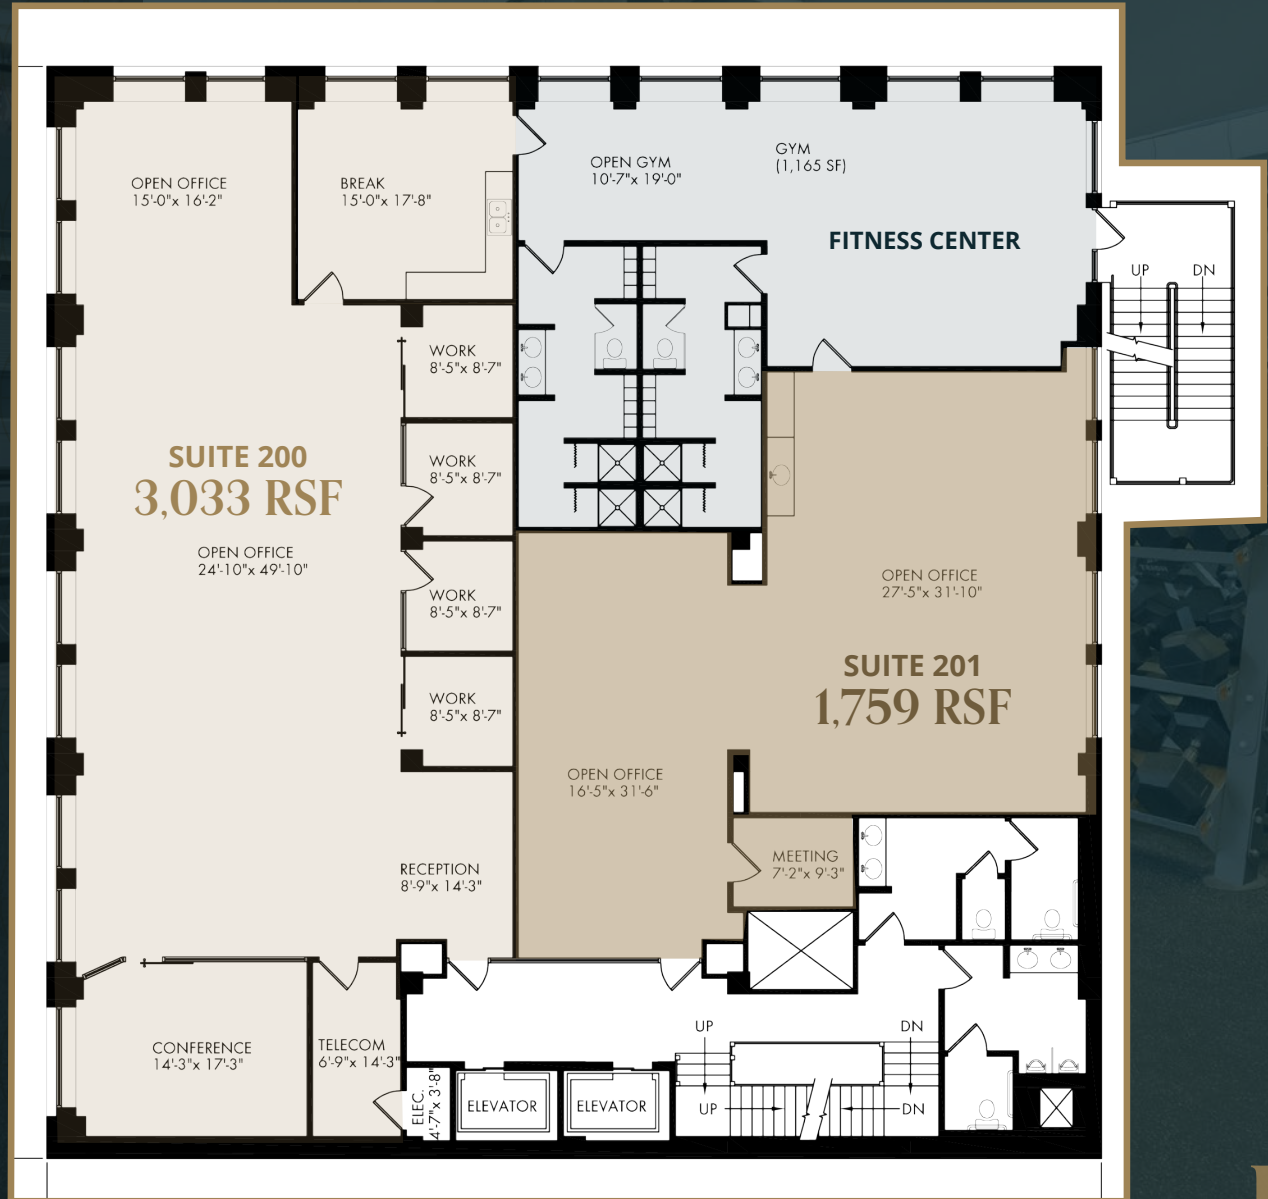 OPEN OFFICE
15'-0"x 16'-2"
BREAK
15'-0"x 17'-8"
OPEN GYM
10'-7"x 19'-0"
GYM
(1,165 SF)
FITNESS CENTER
UP
DN
WORK
8'-5"x 8'-7"
WORK
8'-5"x 8'-7"
SUITE 200
3,033 RSF
OPEN OFFICE
24'-10"x 49'-10"
WORK
8'-5"x 8'-7"
WORK
8'-5"x 8'-7"
OPEN OFFICE
27'-5"x 31'-10"
SUITE 201
1,759 RSF
OPEN OFFICE
16'-5"x 31'-6"
RECEPTION
8'-9"x 14'-3"
MEETING
7'-2"x 9'-3"
CONFERENCE
14'-3"x 17'-3"
TELECOM
6'-9"x 14'-3"
ELEC.
4'-7"x 3'-8"
ELEVATOR
ELEVATOR
UP
DN
UP
DN